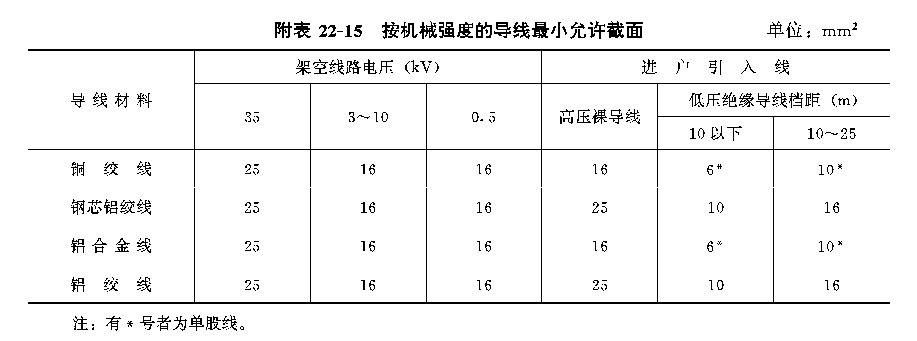 附表 22-15 按机械强度的导线最小允许截面 单位：mm²
导线材料 架空线路电压（kV） 进户引入线
35 3～10 0.5 高压裸导线 低压绝缘导线档距（m）
10以下 10～25
铜绞线 25 16 16 16 6* 10*
钢芯铝绞线 25 16 16 25 10 16
铝合金线 25 16 16 16 6* 10*
铝绞线 25 16 16 25 10 16
注：有*号者为单股线。